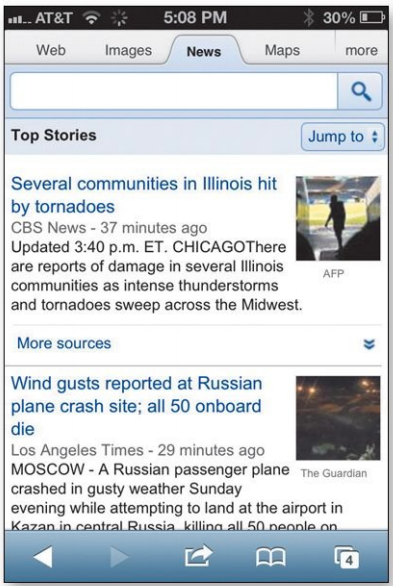 AT&T 5:08 PM 30%
Web Images News Maps more
Top Stories Jump to
Several communities in Illinois hit
by tornadoes
CBS News - 37 minutes ago
Updated 3:40 p.m. ET. CHICAGOThere
are reports of damage in several Illinois
communities as intense thunderstorms
and tornadoes sweep across the Midwest.
AFP
More sources
Wind gusts reported at Russian
plane crash site; all 50 onboard
die
Los Angeles Times - 29 minutes ago
MOSCOW - A Russian passenger plane
crashed in gusty weather Sunday
The Guardian
evening while attempting to land at the airport in
Kazan in central Russia, killing all 50 people on
4